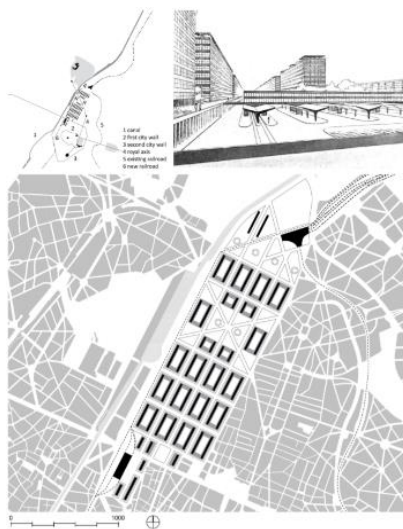 1 canal
2 first city wall
3 second city wall
4 royal axis
5 existing railroad
6 new railroad
0
1000